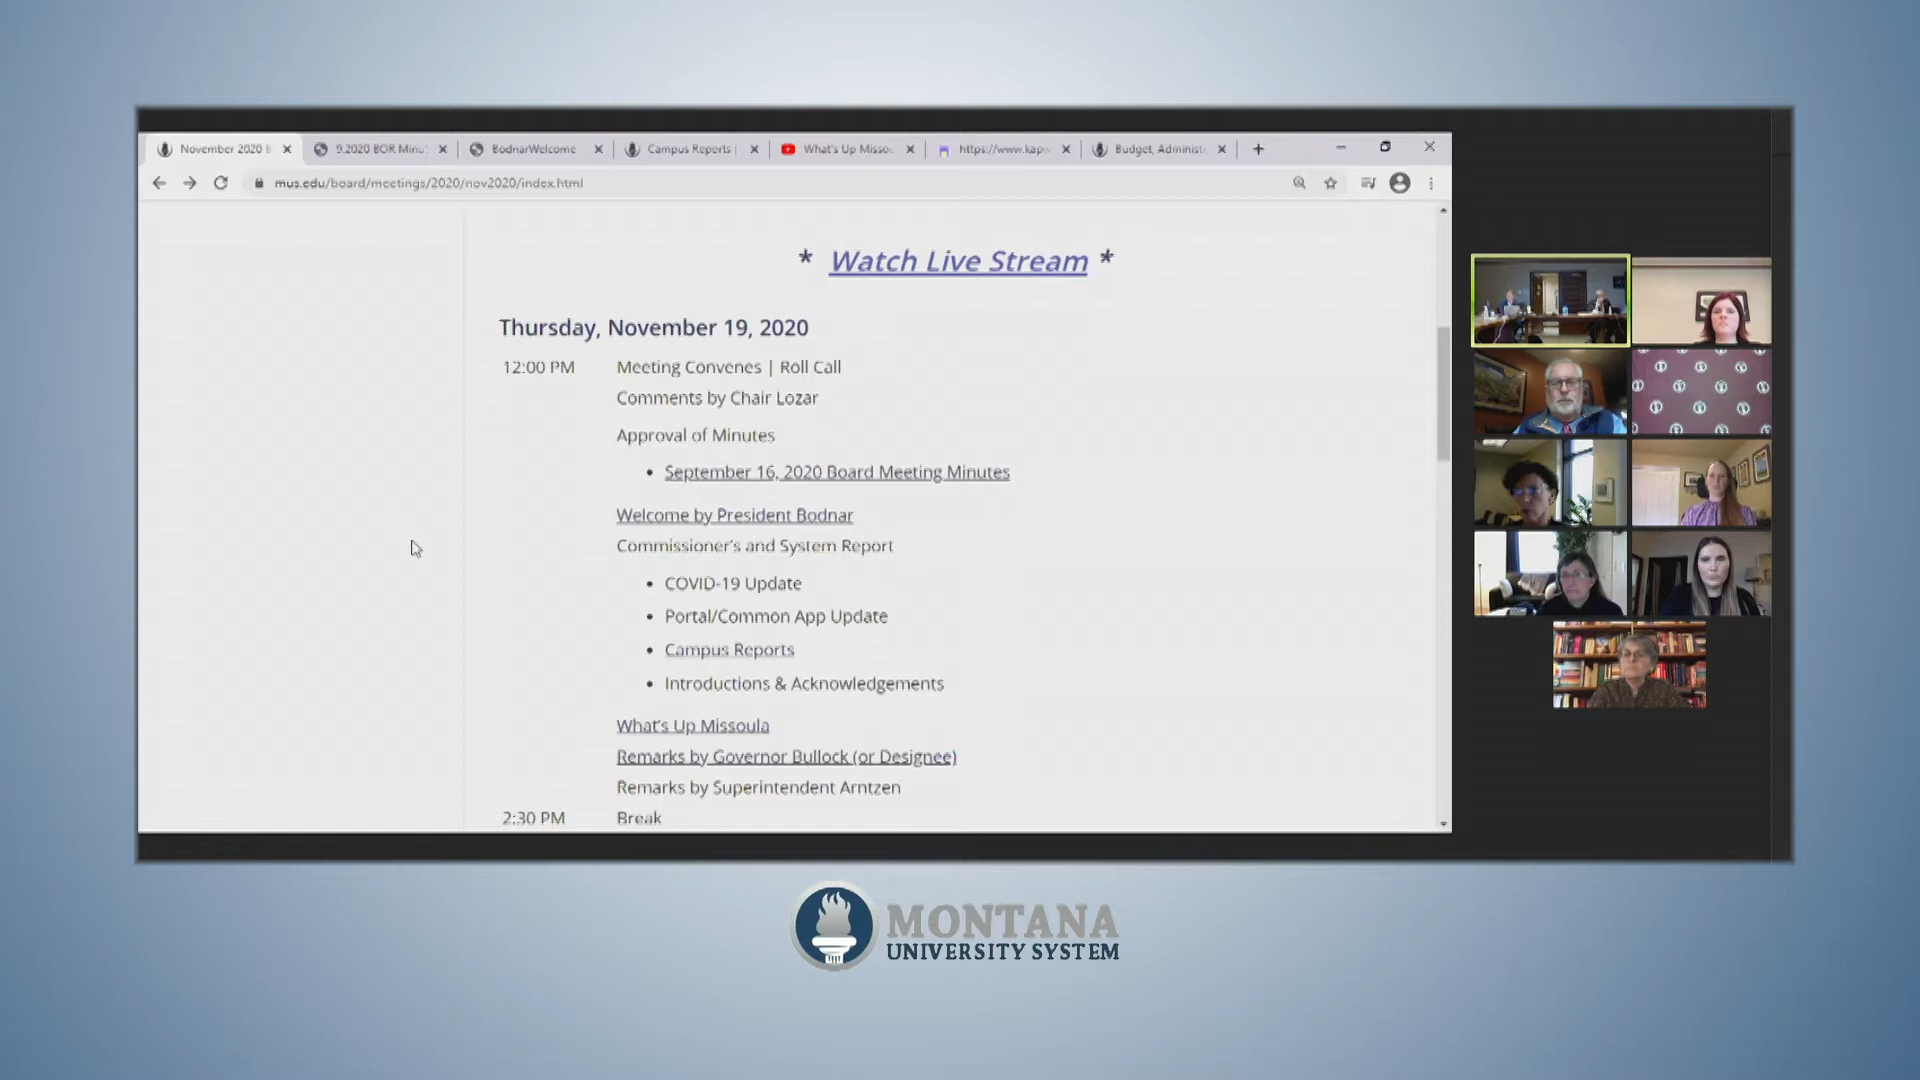 November 2020 B
9.2020 BOR Minu
BodnarWelcome
Campus Reports |
What's Up Misso
https://www.kapw
Budget, Administ
mus.edu/board/meetings/2020/nov2020/index.html
* Watch Live Stream *
Thursday, November 19, 2020
12:00 PM Meeting Convenes | Roll Call
Comments by Chair Lozar
Approval of Minutes
• September 16, 2020 Board Meeting Minutes
Welcome by President Bodnar
Commissioner's and System Report
• COVID-19 Update
• Portal/Common App Update
• Campus Reports
• Introductions & Acknowledgements
What's Up Missoula
Remarks by Governor Bullock (or Designee)
Remarks by Superintendent Arntzen
2:30 PM Break
MONTANA
UNIVERSITY SYSTEM